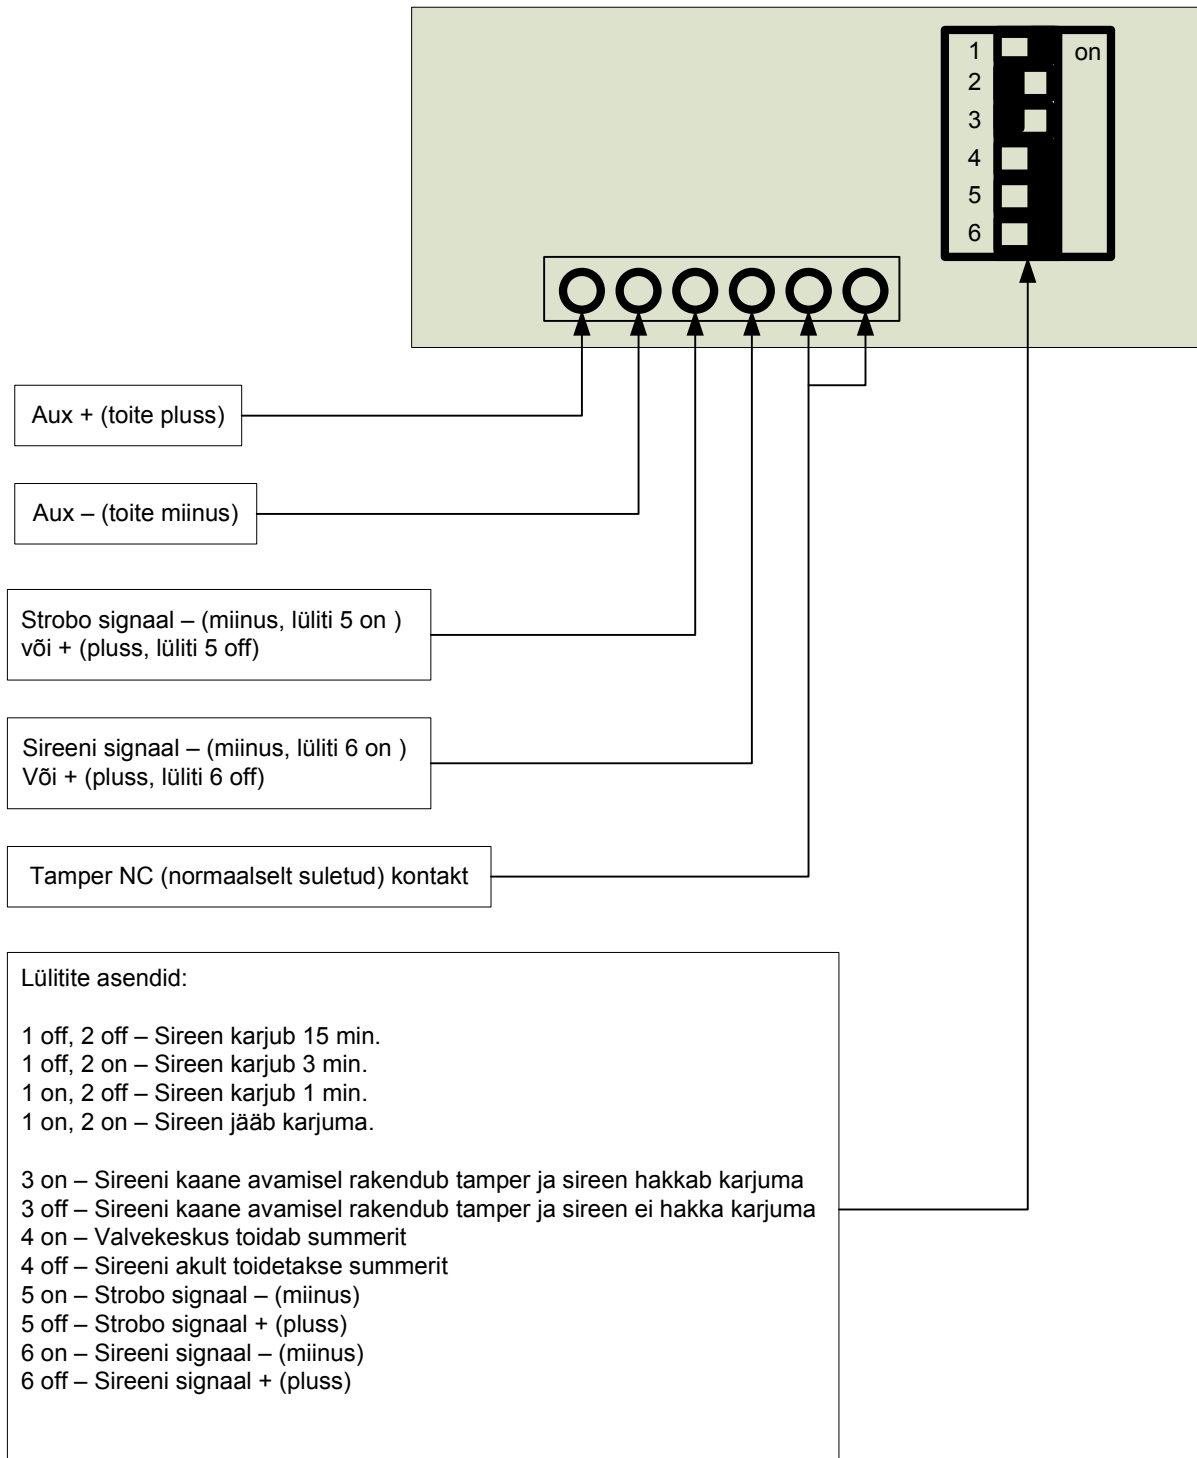 1
on
2
3
4
5
6
Aux + (toite pluss)
Aux – (toite miinus)
Strobo signaal – (miinus, lüliti 5 on )
või + (pluss, lüliti 5 off)
Sireeni signaal – (miinus, lüliti 6 on )
Või + (pluss, lüliti 6 off)
Tamper NC (normaalselt suletud) kontakt
Lülitite asendid:
1 off, 2 off – Sireen karjub 15 min.
1 off, 2 on – Sireen karjub 3 min.
1 on, 2 off – Sireen karjub 1 min.
1 on, 2 on – Sireen jääb karjuma.
3 on – Sireeni kaane avamisel rakendub tamper ja sireen hakkab karjuma
3 off – Sireeni kaane avamisel rakendub tamper ja sireen ei hakka karjuma
4 on – Valvekeskus toidab summerit
4 off – Sireeni akult toidetakse summerit
5 on – Strobo signaal – (miinus)
5 off – Strobo signaal + (pluss)
6 on – Sireeni signaal – (miinus)
6 off – Sireeni signaal + (pluss)